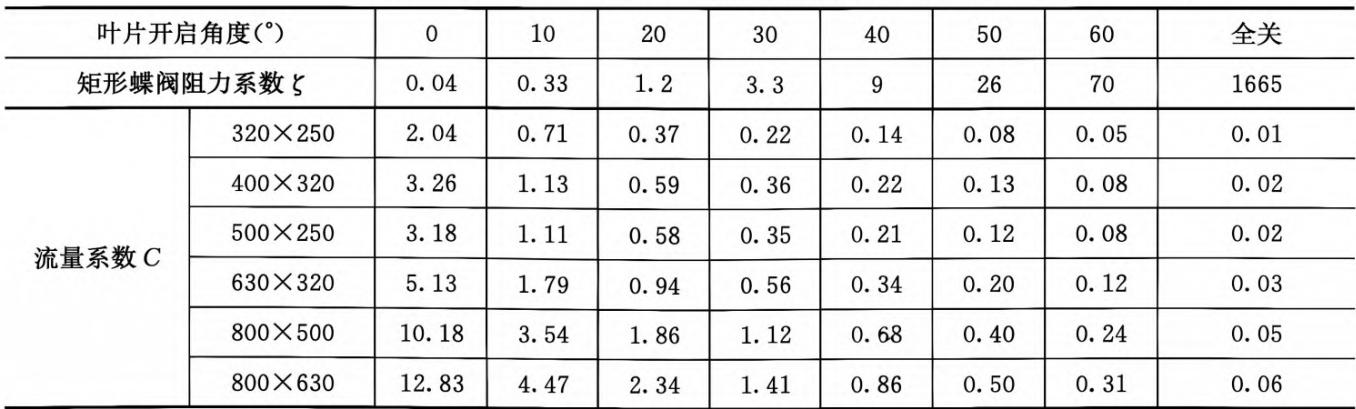 叶片开启角度(°) 0 10 20 30 40 50 60 全关
矩形蝶阀阻力系数 ζ 0.04 0.33 1.2 3.3 9 26 70 1665
流量系数 C
320×250 2.04 0.71 0.37 0.22 0.14 0.08 0.05 0.01
400×320 3.26 1.13 0.59 0.36 0.22 0.13 0.08 0.02
500×250 3.18 1.11 0.58 0.35 0.21 0.12 0.08 0.02
630×320 5.13 1.79 0.94 0.56 0.34 0.20 0.12 0.03
800×500 10.18 3.54 1.86 1.12 0.68 0.40 0.24 0.05
800×630 12.83 4.47 2.34 1.41 0.86 0.50 0.31 0.06